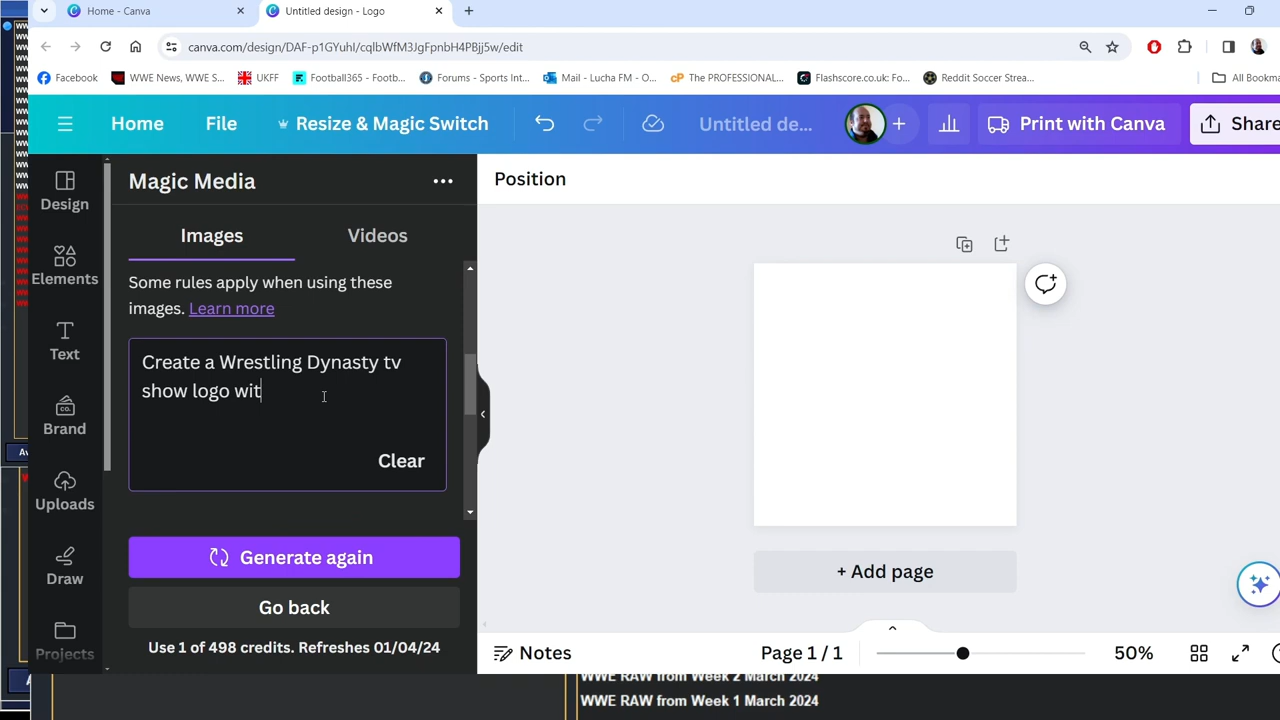 Home - Canva
Untitled design - Logo
canva.com/design/DAF-p1GYuhI/cqlbWfM3JgFpnbH4PBjj5w/edit
Facebook
WWE News, WWE S...
UKFF
Football365 - Footb...
Forums - Sports Int...
Mail - Lucha FM - O...
The PROFESSIONAL...
Flashscore.co.uk: Fo...
Reddit Soccer Strea...
All Bookma
Home
File
Resize & Magic Switch
Untitled de...
Print with Canva
Share
Design
Elements
Text
Brand
Uploads
Draw
Projects
Magic Media
Images
Videos
Some rules apply when using these
images. Learn more
Create a Wrestling Dynasty tv
show logo wit
Clear
Generate again
Go back
Use 1 of 498 credits. Refreshes 01/04/24
Position
+ Add page
Notes
Page 1 / 1
50%
WWE RAW from Week 2 March 2024
WWE RAW from Week 1 March 2024